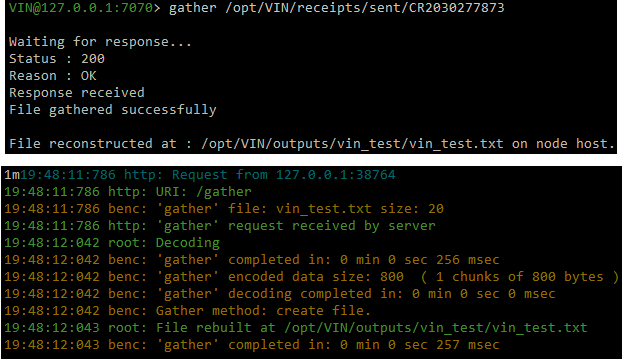 VIN@127.0.0.1:7070> gather /opt/VIN/receipts/sent/CR2030277873
Waiting for response...
Status : 200
Reason : OK
Response received
File gathered successfully
File reconstructed at : /opt/VIN/outputs/vin_test/vin_test.txt on node host.
1m19:48:11:786 http: Request from 127.0.0.1:38764
19:48:11:786 http: URI: /gather
19:48:11:786 benc: 'gather' file: vin_test.txt size: 20
19:48:11:786 http: 'gather' request received by server
19:48:12:042 root: Decoding
19:48:12:042 benc: 'gather' completed in: 0 min 0 sec 256 msec
19:48:12:042 benc: 'gather' encoded data size: 800  ( 1 chunks of 800 bytes )
19:48:12:042 benc: 'gather' decoding completed in: 0 min 0 sec 0 msec
19:48:12:042 benc: Gather method: create file.
19:48:12:043 root: File rebuilt at /opt/VIN/outputs/vin_test/vin_test.txt
19:48:12:043 benc: 'gather' completed in: 0 min 0 sec 257 msec